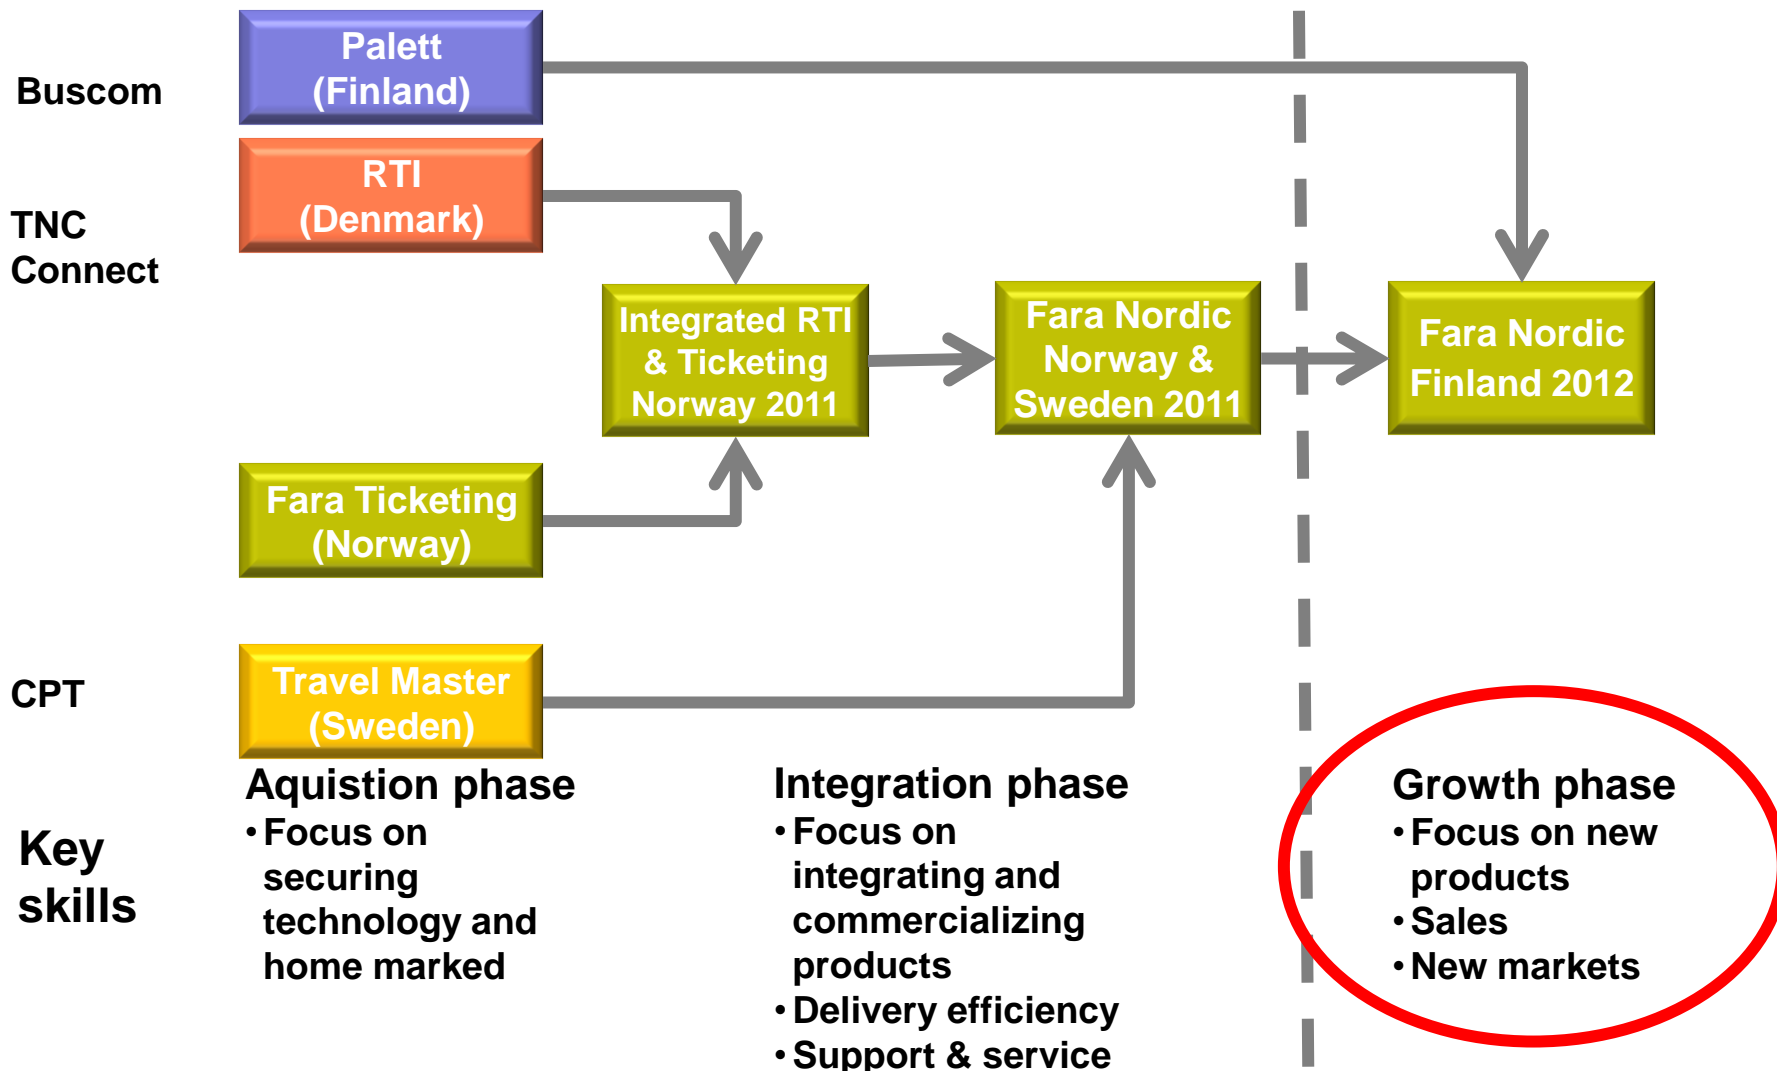 Buscom
Palett
(Finland)
TNC
Connect
RTI
(Denmark)
Integrated RTI
& Ticketing
Norway 2011
Fara Nordic
Norway &
Sweden 2011
Fara Nordic
Finland 2012
Fara Ticketing
(Norway)
CPT
Travel Master
(Sweden)
Key
skills
Aquistion phase
• Focus on
securing
technology and
home marked
Integration phase
• Focus on
integrating and
commercializing
products
• Delivery efficiency
• Support & service
Growth phase
• Focus on new
products
• Sales
• New markets